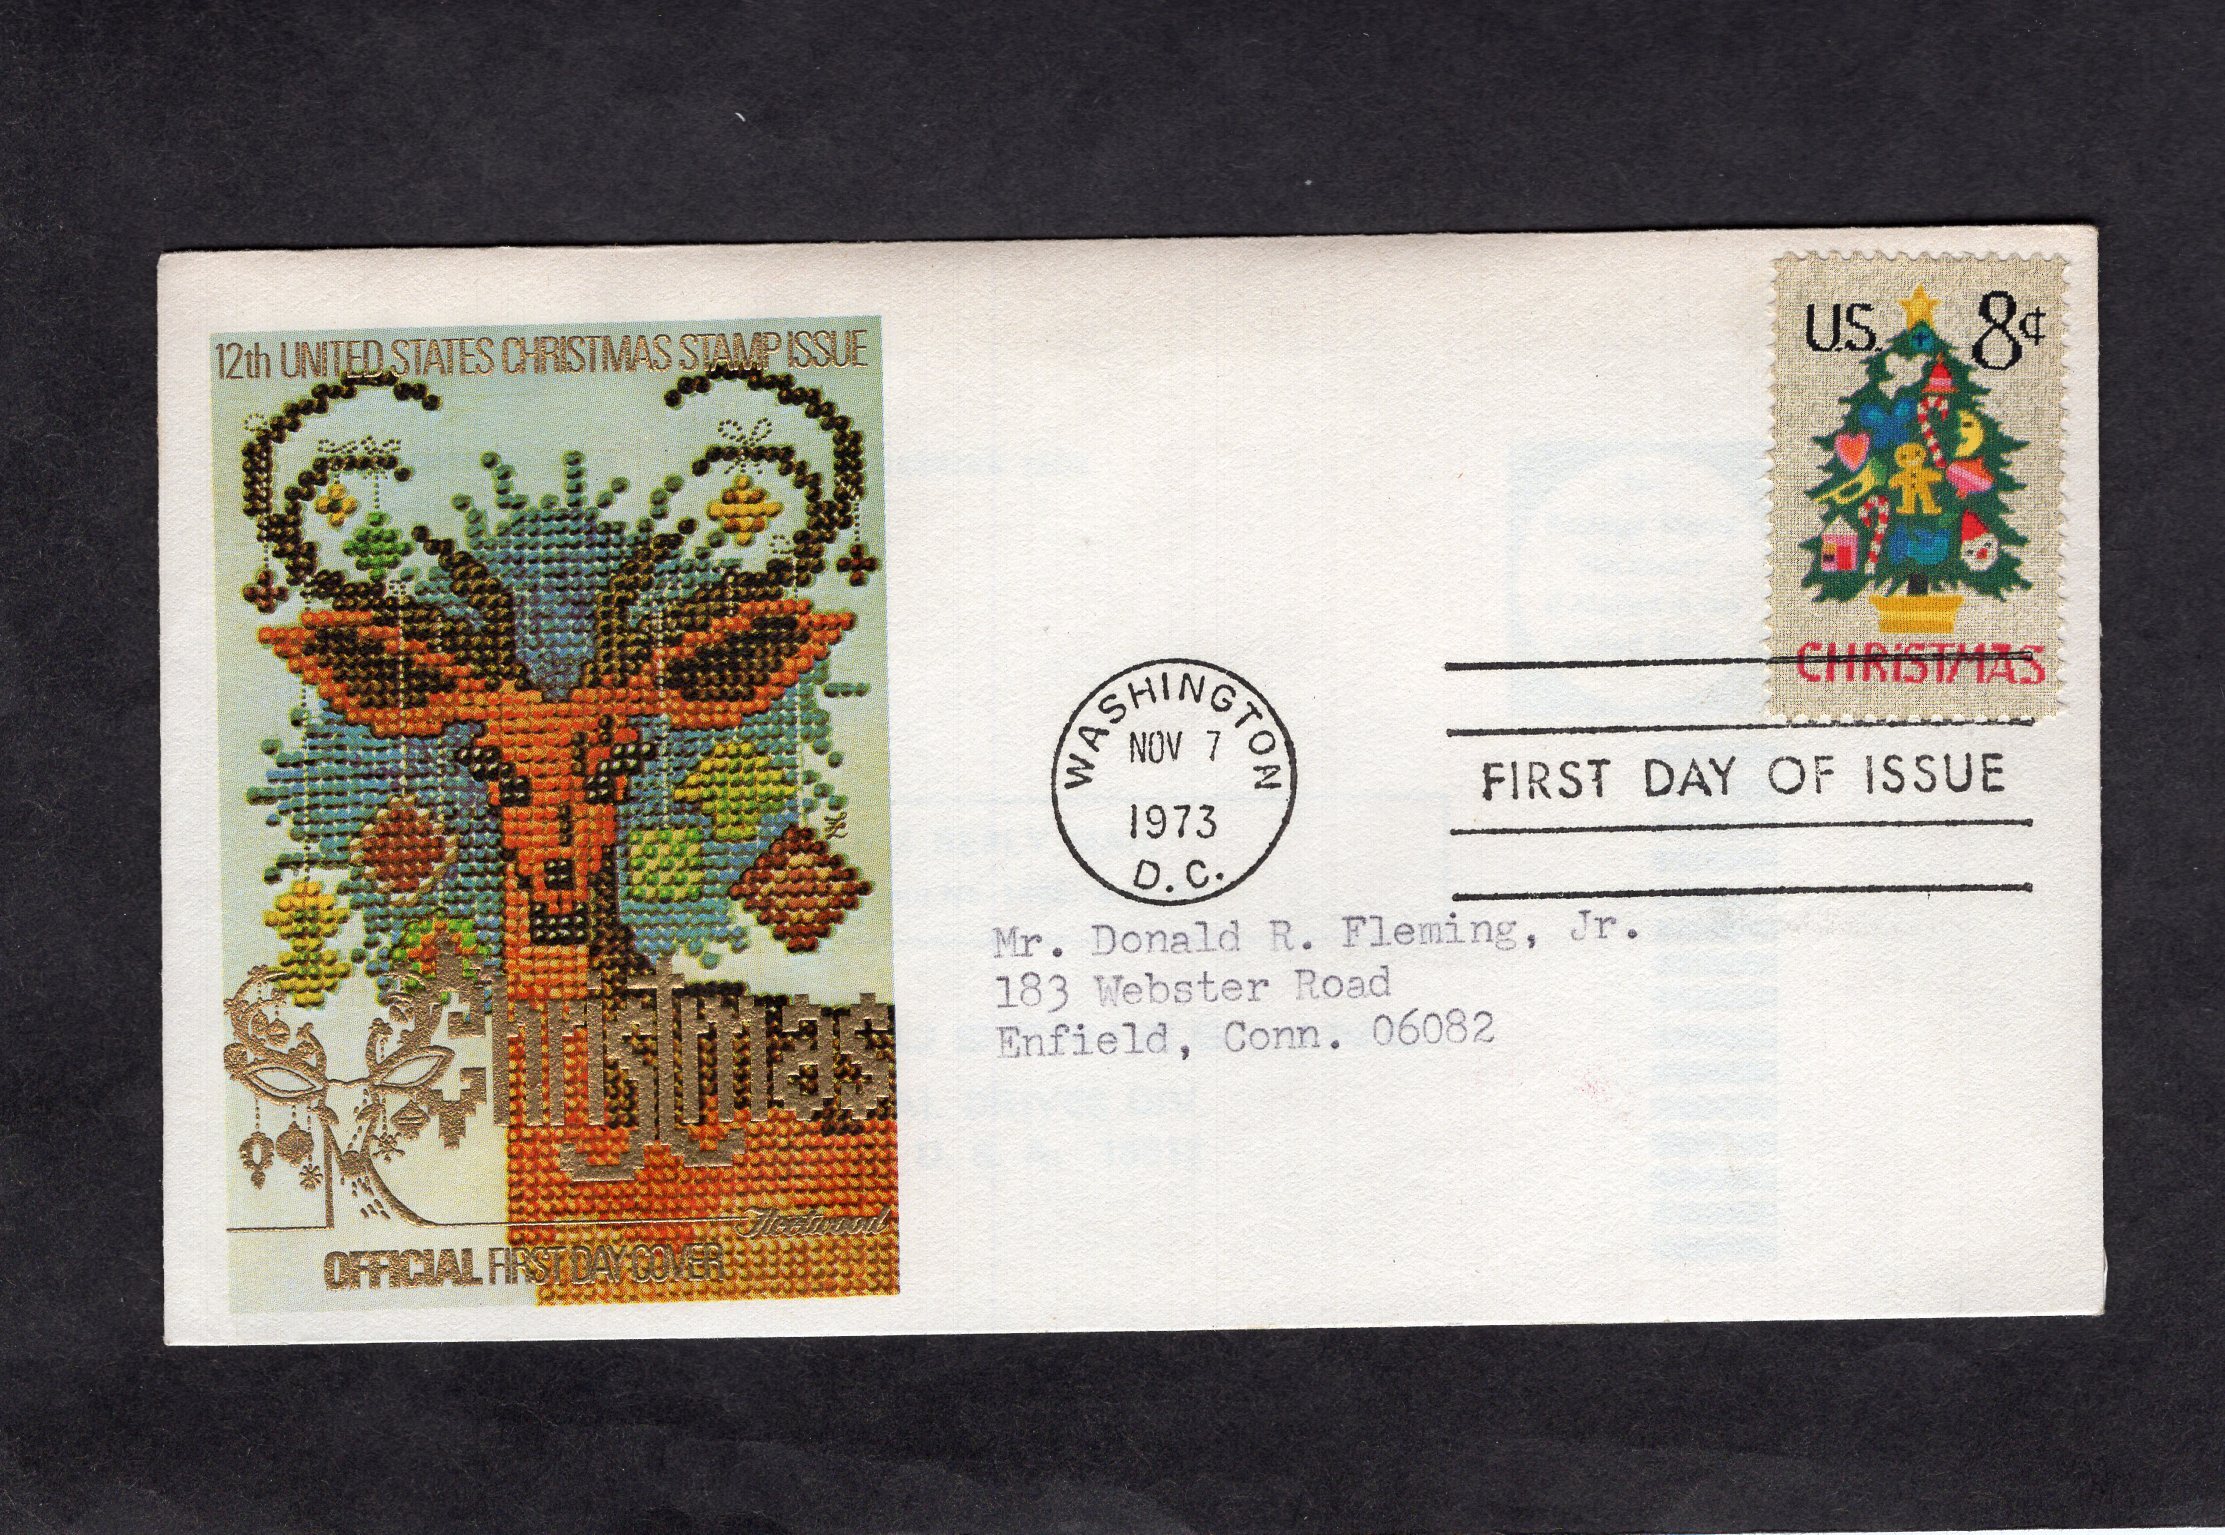 12th UNITED STATES CHRISTMAS STAMP ISSUE
Christmas
Fleetwood
OFFICIAL FIRST DAY COVER
U.S. 8¢
CHRISTMAS
WASHINGTON
NOV 7
1973
D.C.
FIRST DAY OF ISSUE
Mr. Donald R. Fleming, Jr.
183 Webster Road
Enfield, Conn. 06082